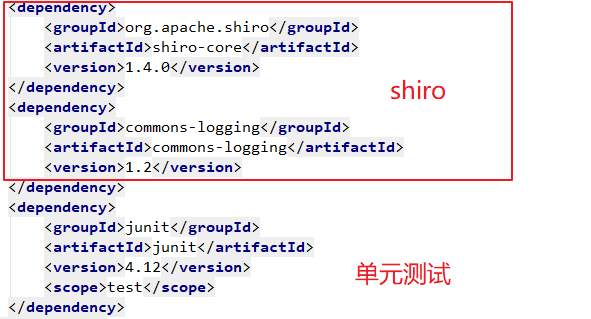 <dependency>
<groupId>org.apache.shiro</groupId>
<artifactId>shiro-core</artifactId>
<version>1.4.0</version>
</dependency>
shiro
<dependency>
<groupId>commons-logging</groupId>
<artifactId>commons-logging</artifactId>
<version>1.2</version>
</dependency>
<dependency>
<groupId>junit</groupId>
<artifactId>junit</artifactId>
<version>4.12</version>
单元测试
<scope>test</scope>
</dependency>